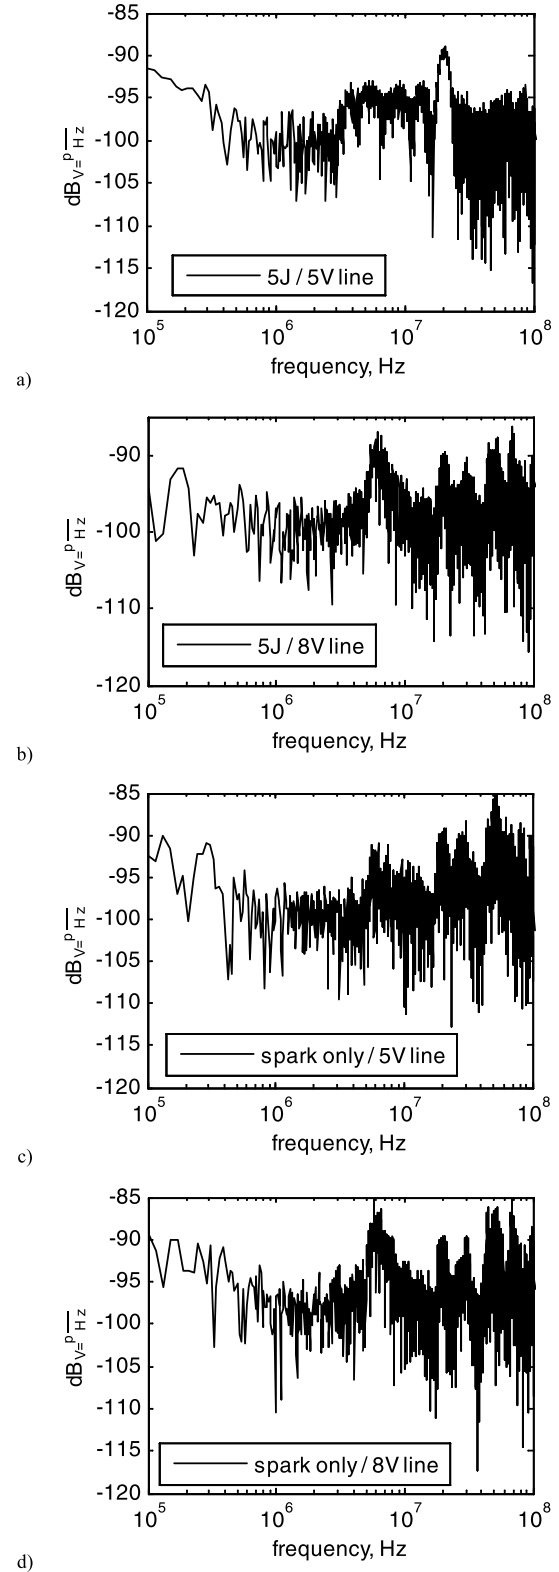 -85
-90
-95
-100
-105
-110
-115
-120
dB V= p Hz
5J / 5V line
10^5 10^6 10^7 10^8
frequency, Hz
a)
-90
-100
-110
-120
dB V= p Hz
5J / 8V line
10^5 10^6 10^7 10^8
frequency, Hz
b)
-85
-90
-95
-100
-105
-110
-115
-120
dB V= p Hz
spark only / 5V line
10^5 10^6 10^7 10^8
frequency, Hz
c)
-85
-90
-95
-100
-105
-110
-115
-120
dB V= p Hz
spark only / 8V line
10^5 10^6 10^7 10^8
frequency, Hz
d)